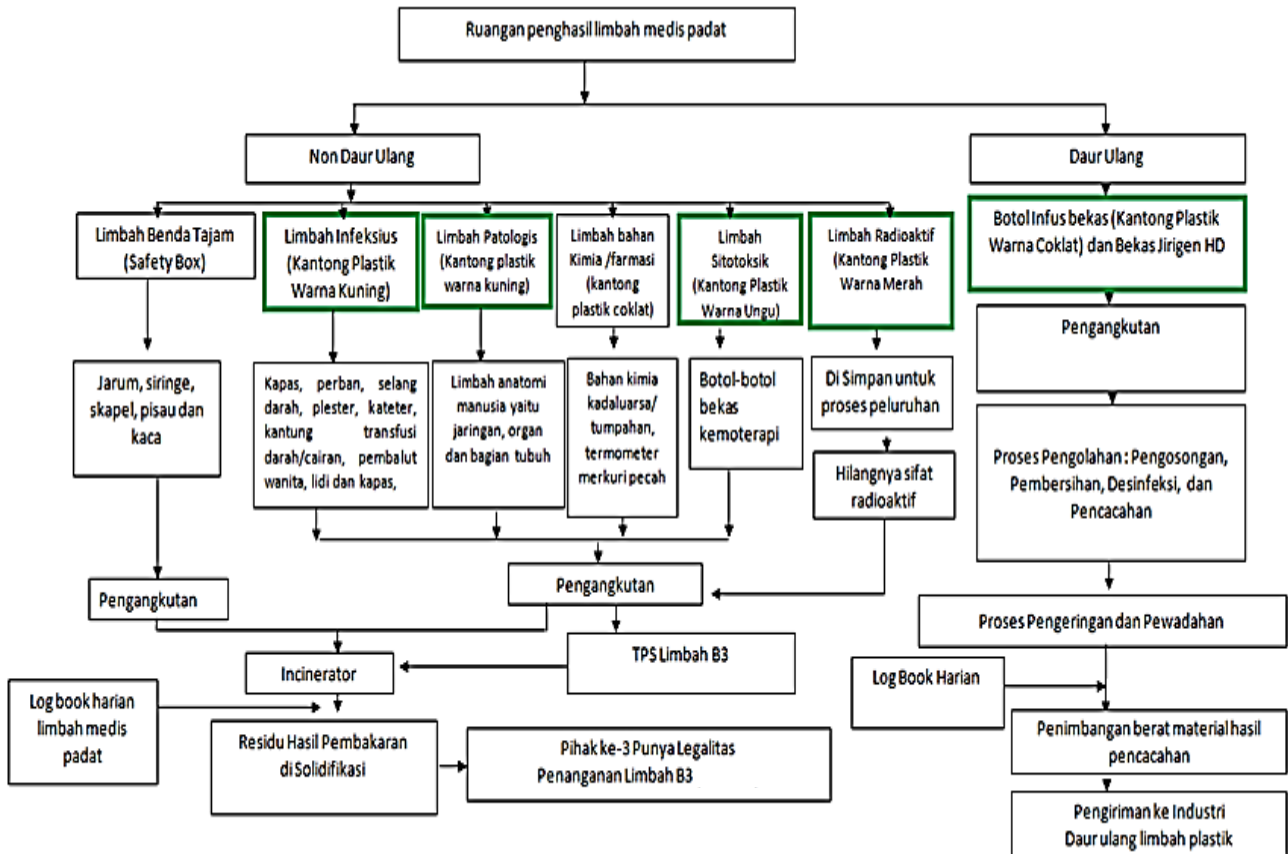 Ruangan penghasil limbah medis padat
Non Daur Ulang
Daur Ulang
Limbah Benda Tajam
(Safety Box)
Limbah Infeksius
(Kantong Plastik
Warna Kuning)
Limbah Patologis
(Kantong plastik
warna kuning)
Limbah bahan
Kimia /farmasi
(kantong
plastik coklat)
Limbah
Sitotoksik
(Kantong Plastik
Warna Ungu)
Limbah Radioaktif
(Kantong Plastik
Warna Merah
Botol Infus bekas (Kantong Plastik
Warna Coklat) dan Bekas Jirigen HD
Jarum, siringe,
skapel, pisau dan
kaca
Kapas, perban, selang
darah, plester, kateter,
kantung transfusi
darah/cairan, pembalut
wanita, lidi dan kapas,
Limbah anatomi
manusia yaitu
jaringan, organ
dan bagian tubuh
Bahan kimia
kadaluarsa/
tumpahan,
termometer
merkuri pecah
Botol-botol
bekas
kemoterapi
Di Simpan untuk
proses peluruhan
Hilangnya sifat
radioaktif
Pengangkutan
Proses Pengolahan : Pengosongan,
Pembersihan, Desinfeksi, dan
Pencacahan
Pengangkutan
Pengangkutan
Proses Pengeringan dan Pewadahan
TPS Limbah B3
Incinerator
Log Book Harian
Log book harian
limbah medis
padat
Residu Hasil Pembakaran
di Solidifikasi
Pihak ke-3 Punya Legalitas
Penanganan Limbah B3
Penimbangan berat material hasil
pencacahan
Pengiriman ke Industri
Daur ulang limbah plastik